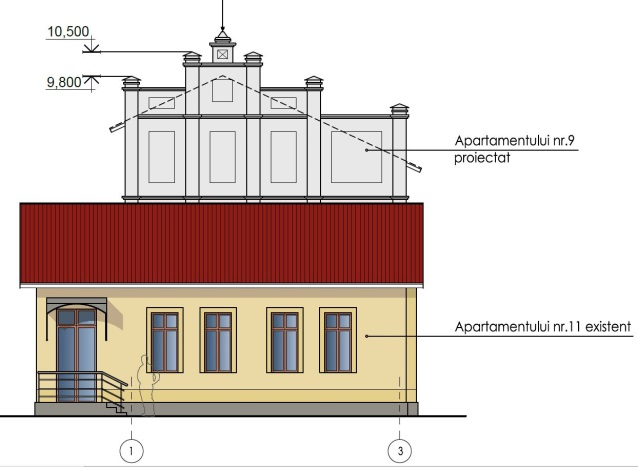 10,500
9,800
Apartamentului nr.9
proiectat
Apartamentului nr.11 existent
1
3